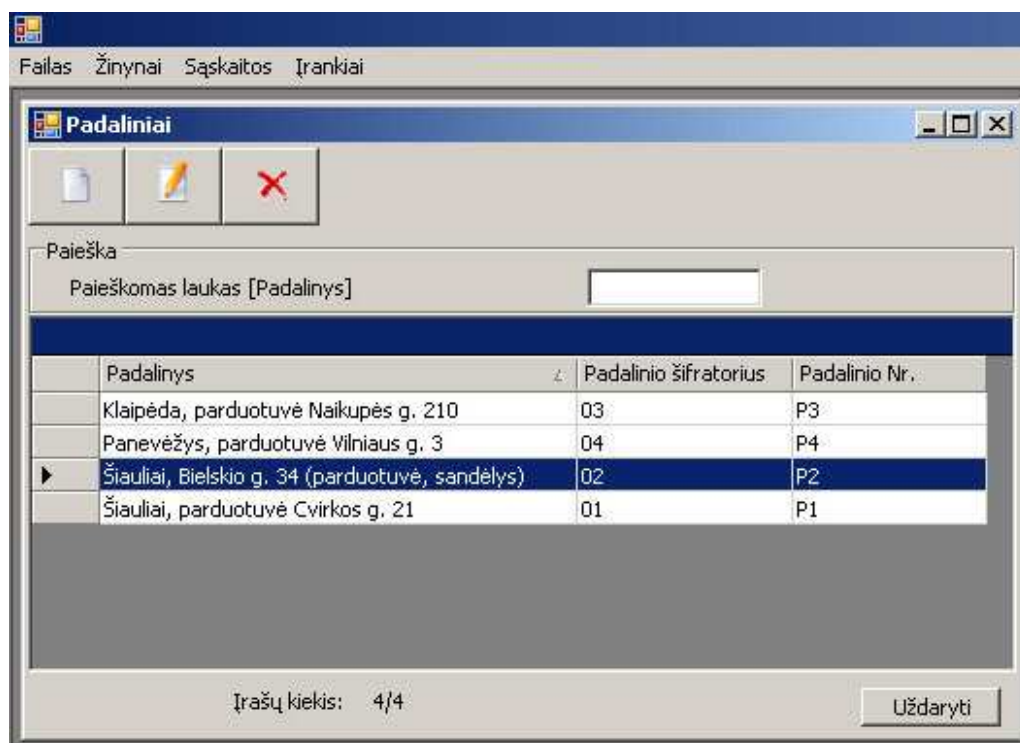 Failas Žinynai Sąskaitos Įrankiai
Padaliniai
Paieška
Paieškomas laukas [Padalinys]
Padalinys Padalinio šifratorius Padalinio Nr.
Klaipėda, parduotuvė Naikupės g. 210 03 P3
Panevėžys, parduotuvė Vilniaus g. 3 04 P4
Šiauliai, Bielskio g. 34 (parduotuvė, sandėlys) 02 P2
Šiauliai, parduotuvė Cvirkos g. 21 01 P1
Įrašų kiekis: 4/4
Uždaryti